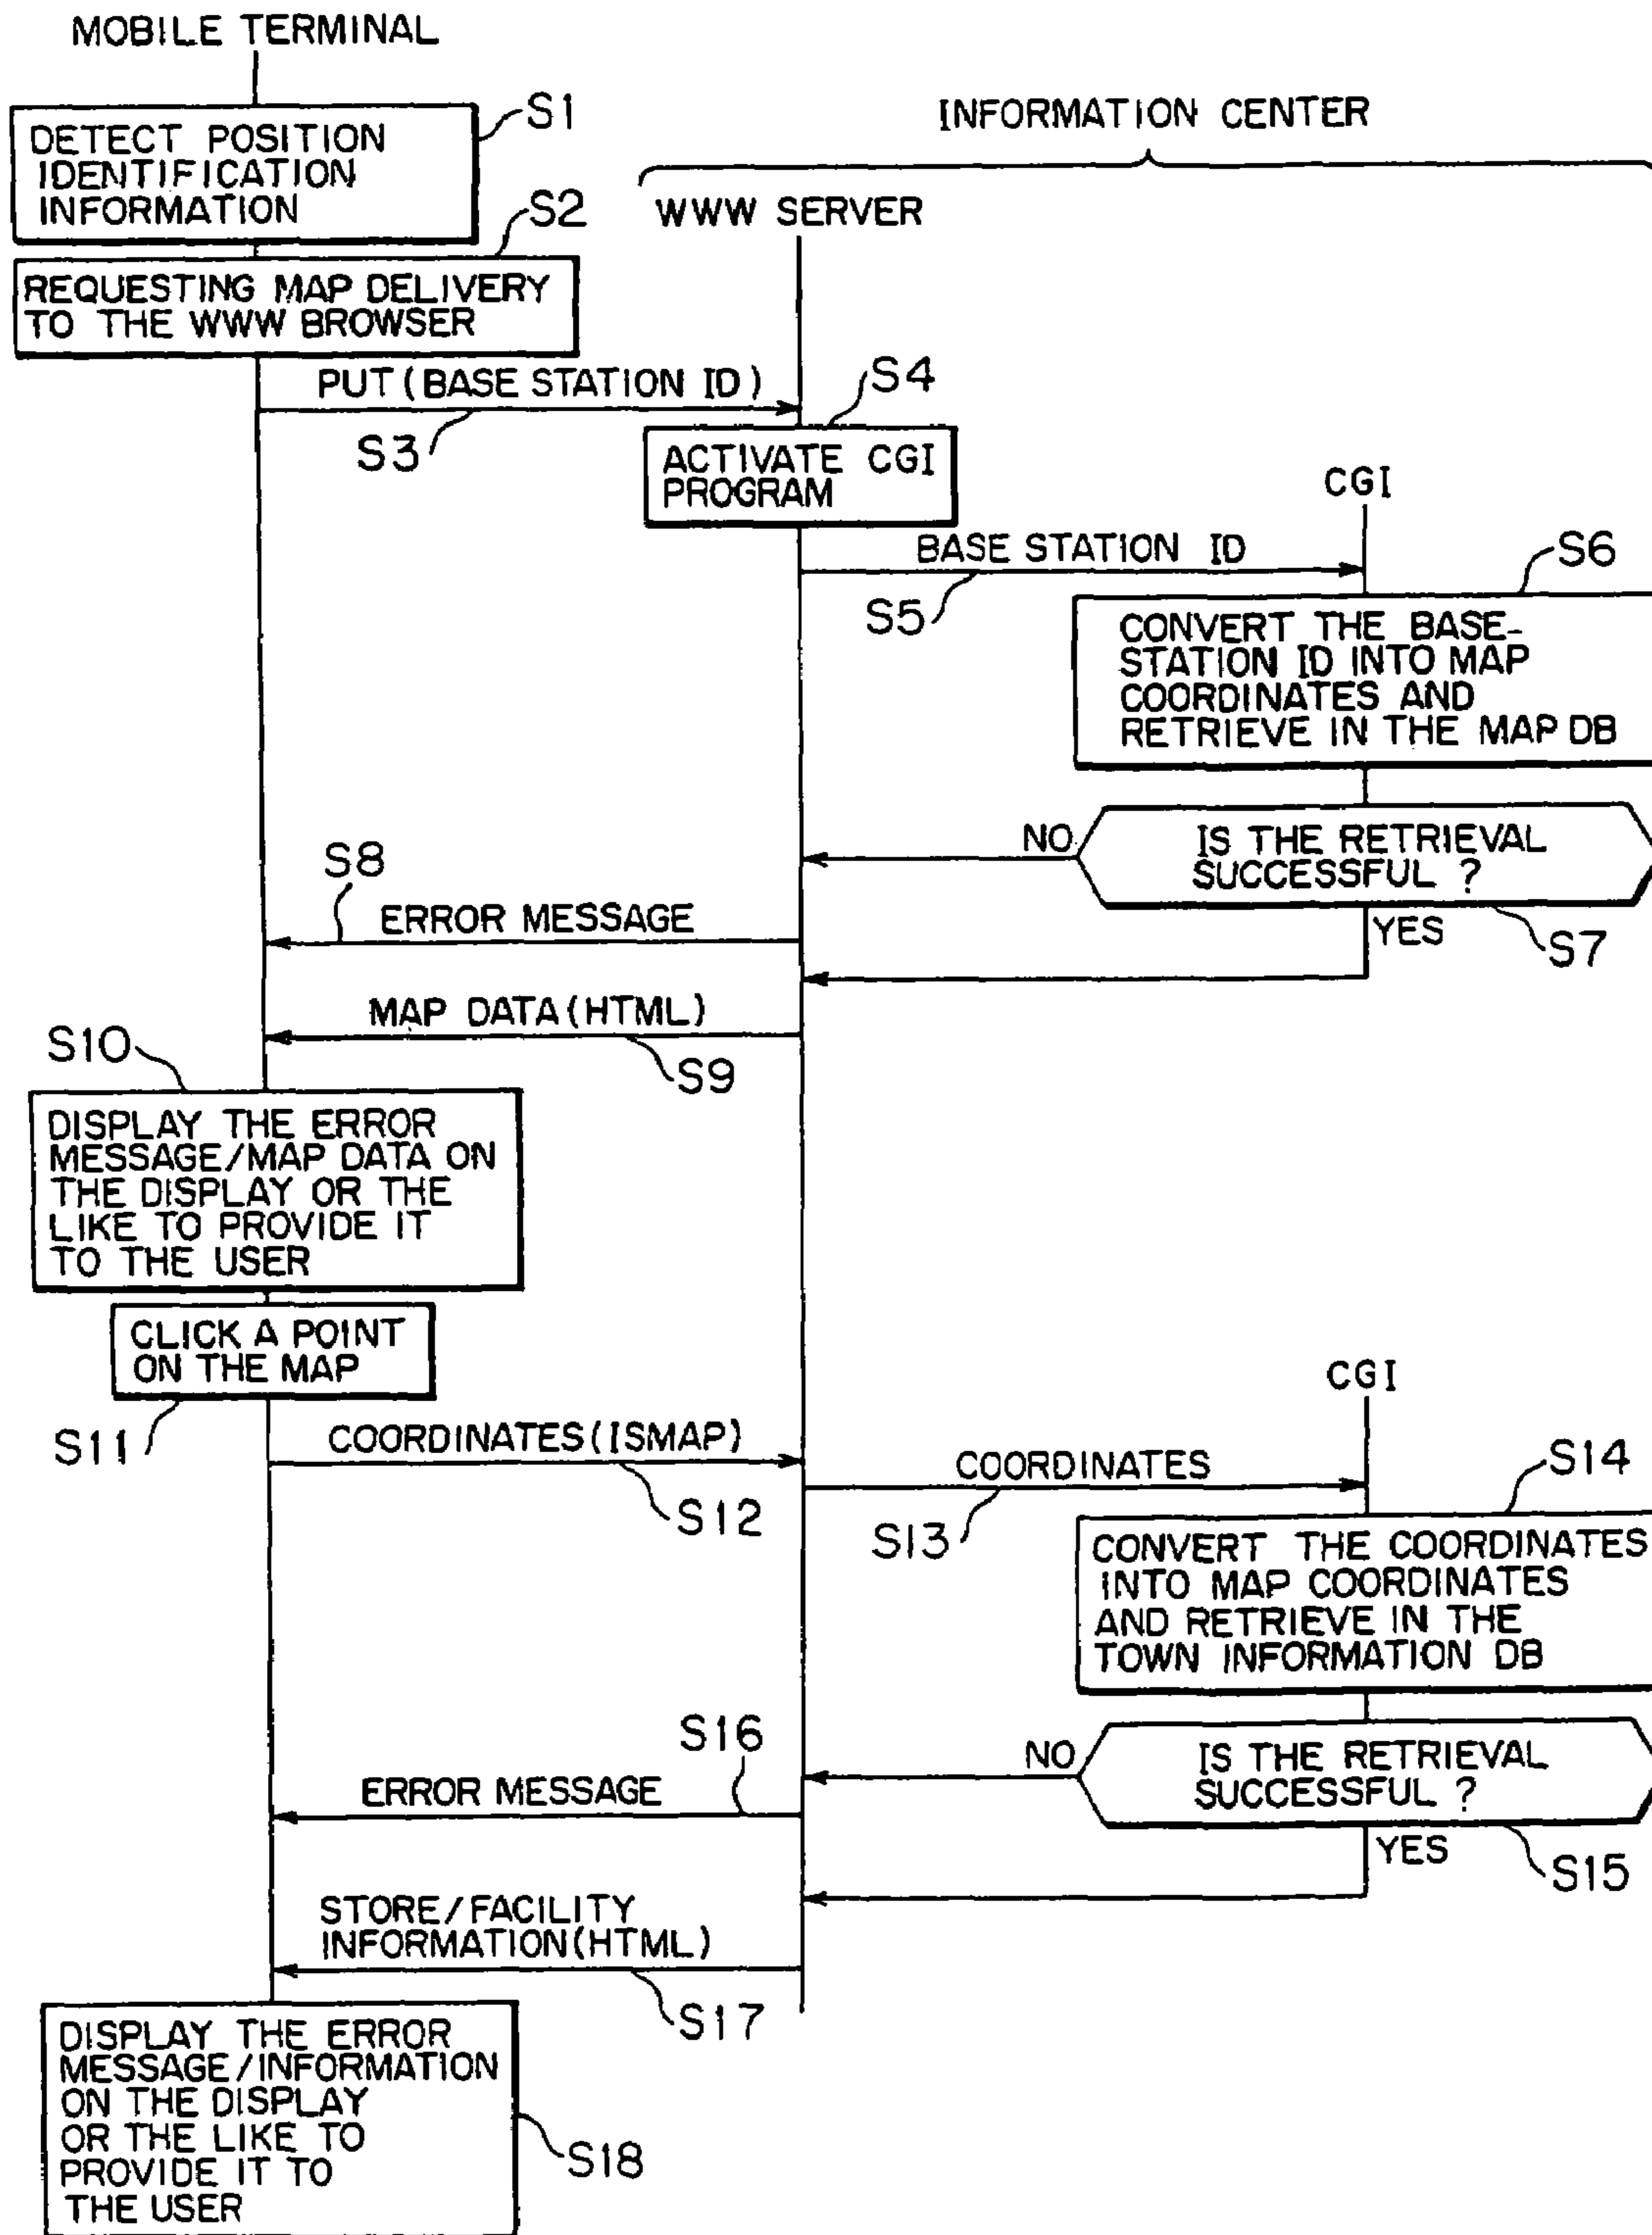 MOBILE TERMINAL
DETECT POSITION
IDENTIFICATION
INFORMATION
S1
INFORMATION CENTER
WWW SERVER
S2
REQUESTING MAP DELIVERY
TO THE WWW BROWSER
PUT (BASE STATION ID)
S3
S4
ACTIVATE CGI
PROGRAM
CGI
BASE STATION ID
S5
S6
CONVERT THE BASE-
STATION ID INTO MAP
COORDINATES AND
RETRIEVE IN THE MAP DB
NO
IS THE RETRIEVAL
SUCCESSFUL ?
YES
S7
S8
ERROR MESSAGE
MAP DATA (HTML)
S9
S10
DISPLAY THE ERROR
MESSAGE/MAP DATA ON
THE DISPLAY OR THE
LIKE TO PROVIDE IT
TO THE USER
CLICK A POINT
ON THE MAP
S11
COORDINATES (ISMAP)
S12
CGI
COORDINATES
S13
S14
CONVERT THE COORDINATES
INTO MAP COORDINATES
AND RETRIEVE IN THE
TOWN INFORMATION DB
NO
IS THE RETRIEVAL
SUCCESSFUL ?
YES
S15
S16
ERROR MESSAGE
STORE/FACILITY
INFORMATION (HTML)
S17
DISPLAY THE ERROR
MESSAGE/INFORMATION
ON THE DISPLAY
OR THE LIKE TO
PROVIDE IT TO
THE USER
S18